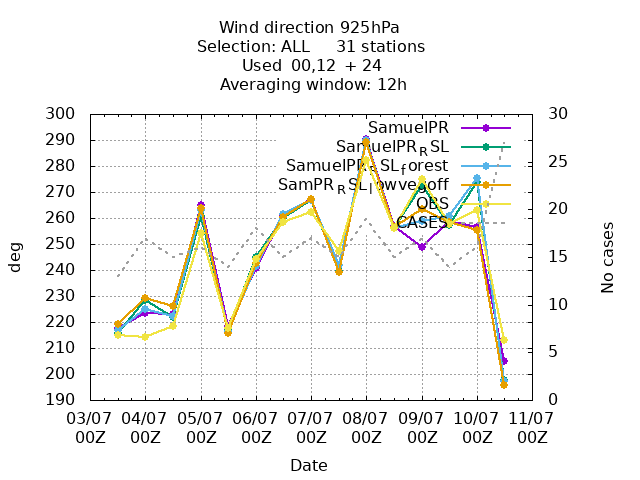 Wind direction 925hPa
Selection: ALL 31 stations
Used 00,12 + 24
Averaging window: 12h
300
290
280
270
260
250
240
230
220
210
200
190
deg
30
25
20
15
10
5
0
No cases
SamuelPR
SamuelPR_RSL
SamuelPR_RSL_forest
SamPR_RSL_lowvegoff
OBS
CASES
03/07 04/07 05/07 06/07 07/07 08/07 09/07 10/07 11/07
00Z 00Z 00Z 00Z 00Z 00Z 00Z 00Z 00Z
Date